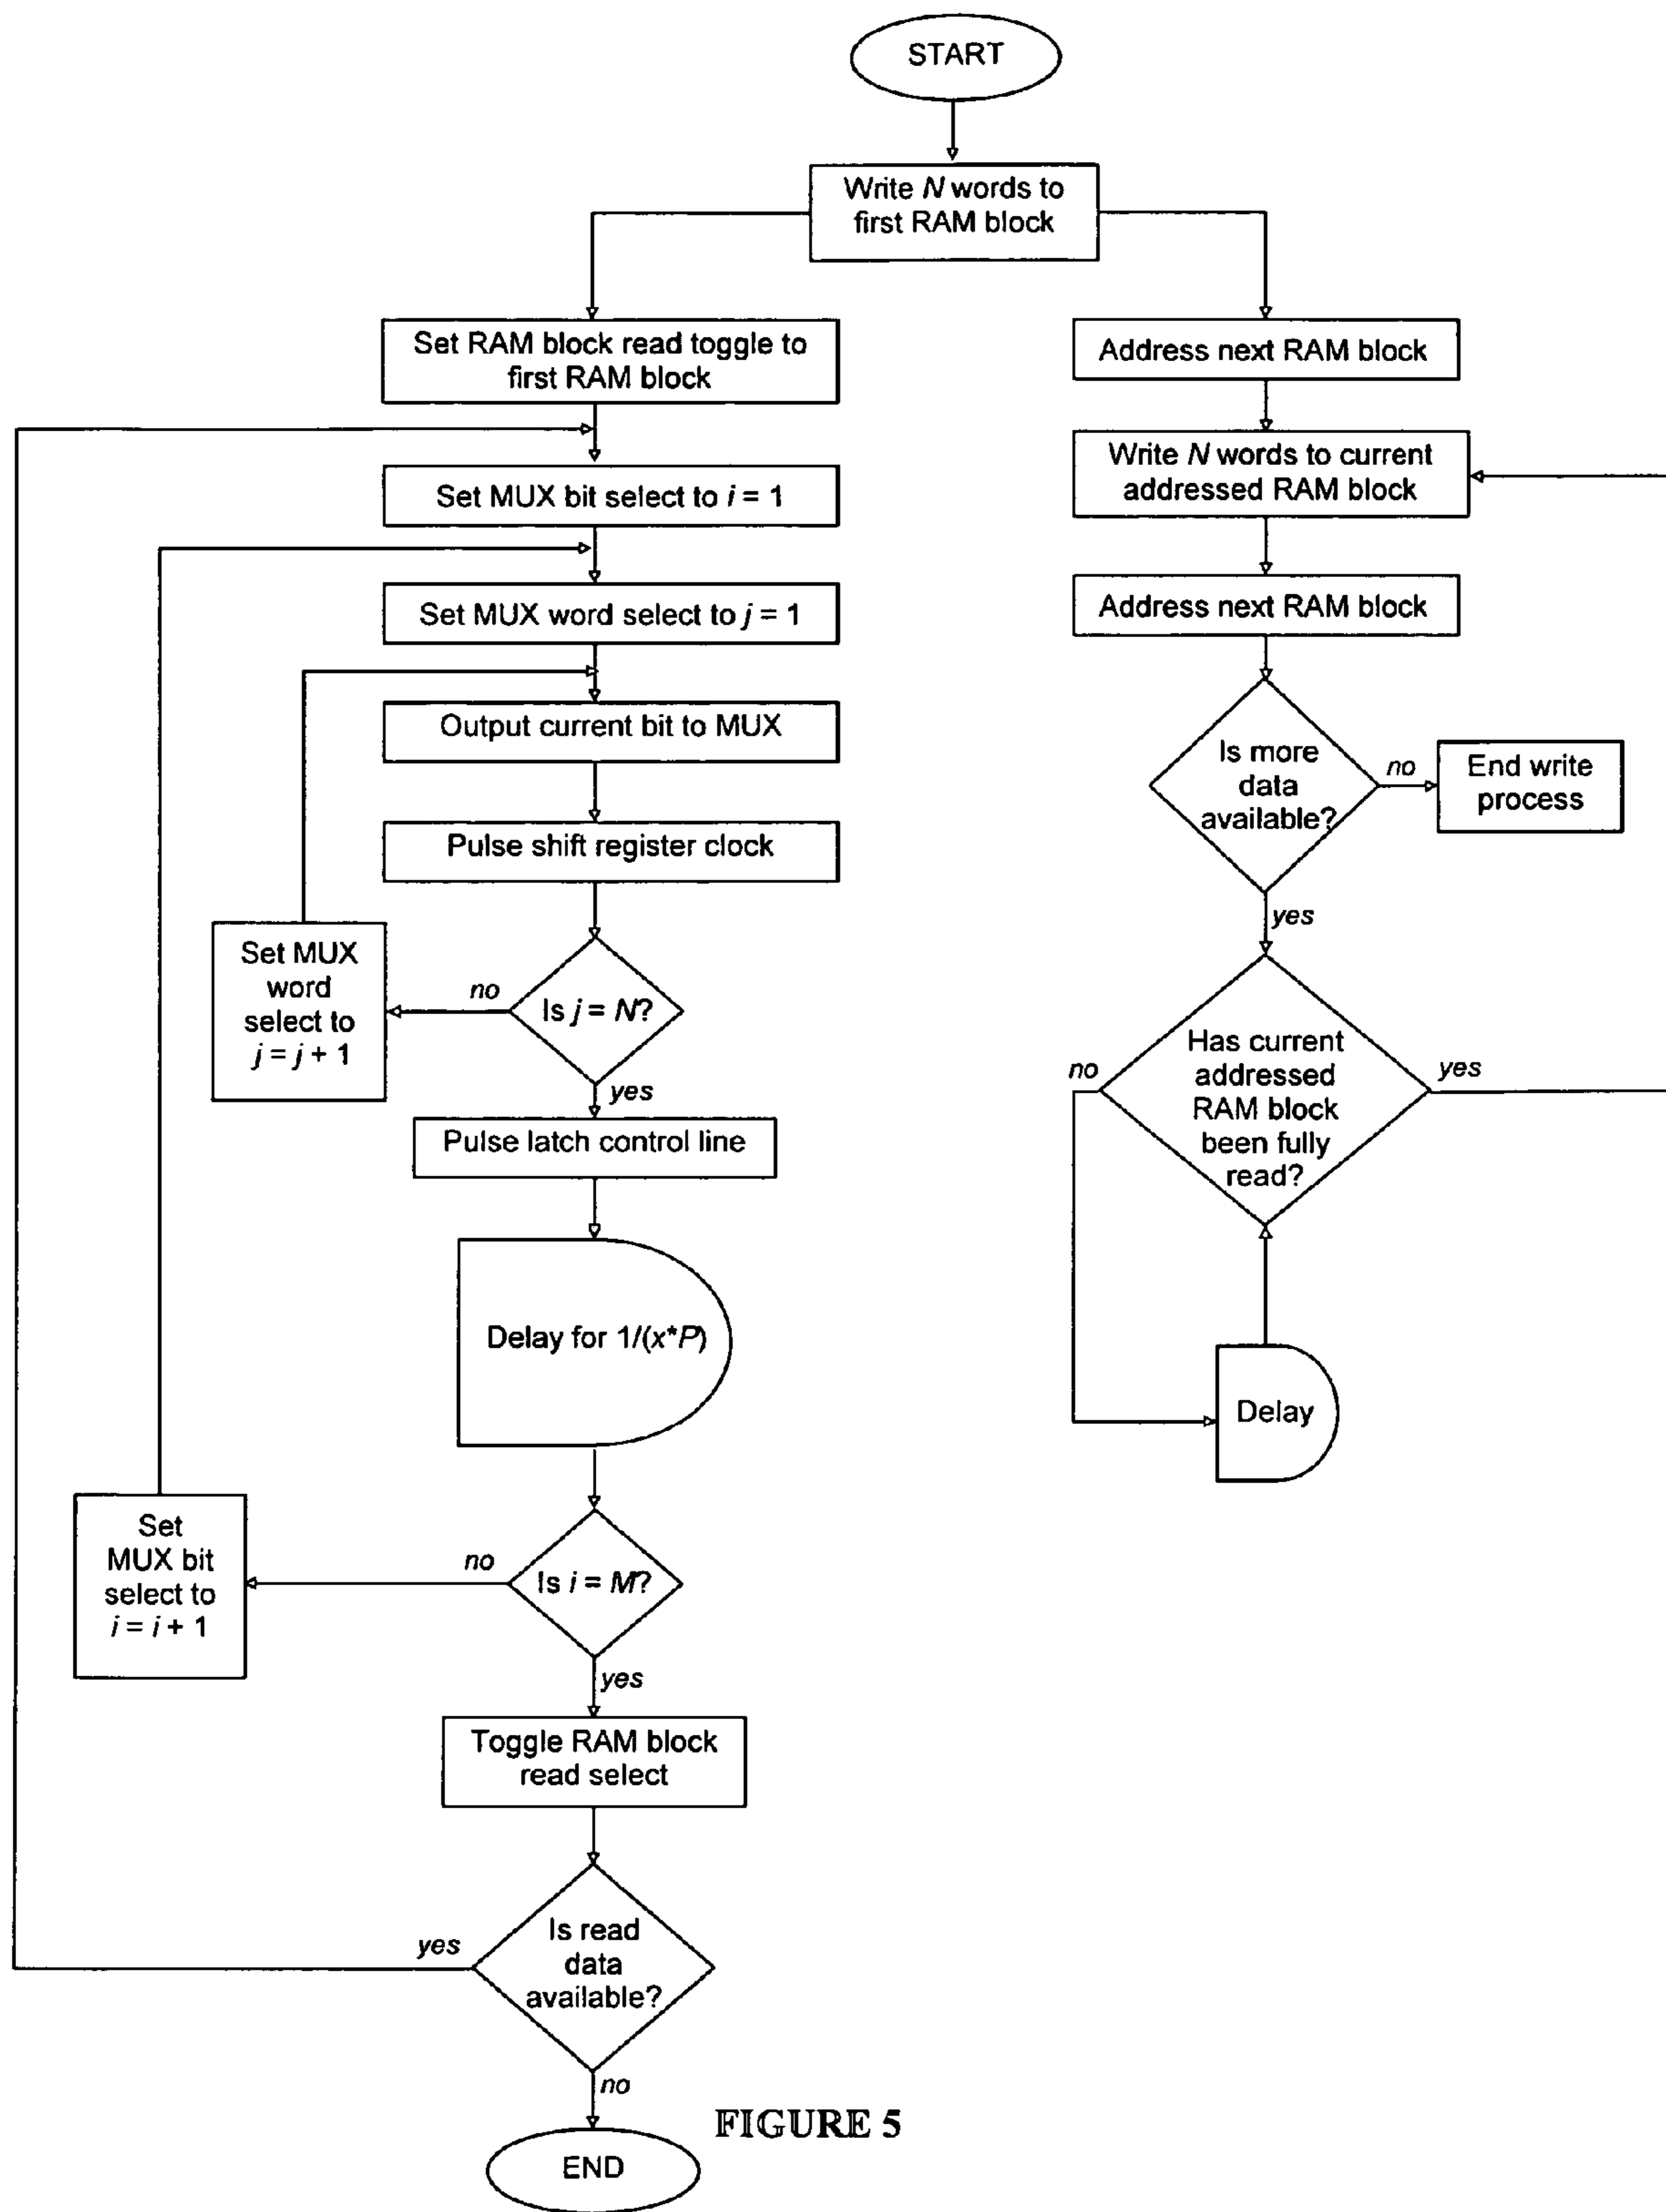 START
Write N words to
first RAM block
Set RAM block read toggle to
first RAM block
Set MUX bit select to i = 1
Set MUX word select to j = 1
Output current bit to MUX
Pulse shift register clock
Set MUX
word
select to
j = j + 1
no
Is j = N?
yes
Pulse latch control line
Delay for 1/(x*P)
Set
MUX bit
select to
i = i + 1
no
Is i = M?
yes
Toggle RAM block
read select
yes
Is read
data
available?
no
END
Address next RAM block
Write N words to current
addressed RAM block
Address next RAM block
Is more
data
available?
no
End write
process
yes
no
Has current
addressed
RAM block
been fully
read?
yes
Delay
FIGURE 5